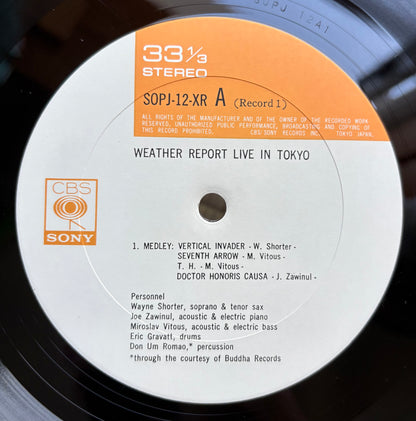 SOPJ 12A1
33 1/3
STEREO
SOPJ-12-XR A (Record 1)
ALL RIGHTS OF THE MANUFACTURER AND OF THE OWNER OF THE RECORDED WORK
RESERVED. UNAUTHORIZED PUBLIC PERFORMANCE, BROADCASTING AND COPYING OF
THIS RECORD PROHIBITED. CBS/SONY RECORDS INC. TOKYO JAPAN.
WEATHER REPORT LIVE IN TOKYO
CBS
SONY
1. MEDLEY: VERTICAL INVADER - W. Shorter -
SEVENTH ARROW - M. Vitous -
T. H. - M. Vitous -
DOCTOR HONORIS CAUSA - J. Zawinul -
Personnel
Wayne Shorter, soprano & tenor sax
Joe Zawinul, acoustic & electric piano
Miroslav Vitous, acoustic & electric bass
Eric Gravatt, drums
Don Um Romao,* percussion
*through the courtesy of Buddha Records